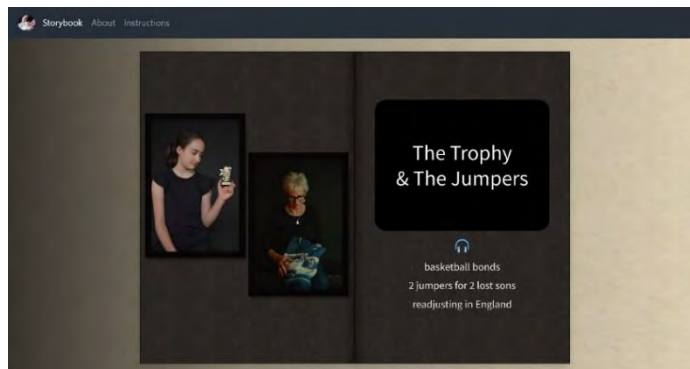 Storybook About Instructions
The Trophy
& The Jumpers
basketball bonds
2 jumpers for 2 lost sons
readjusting in England